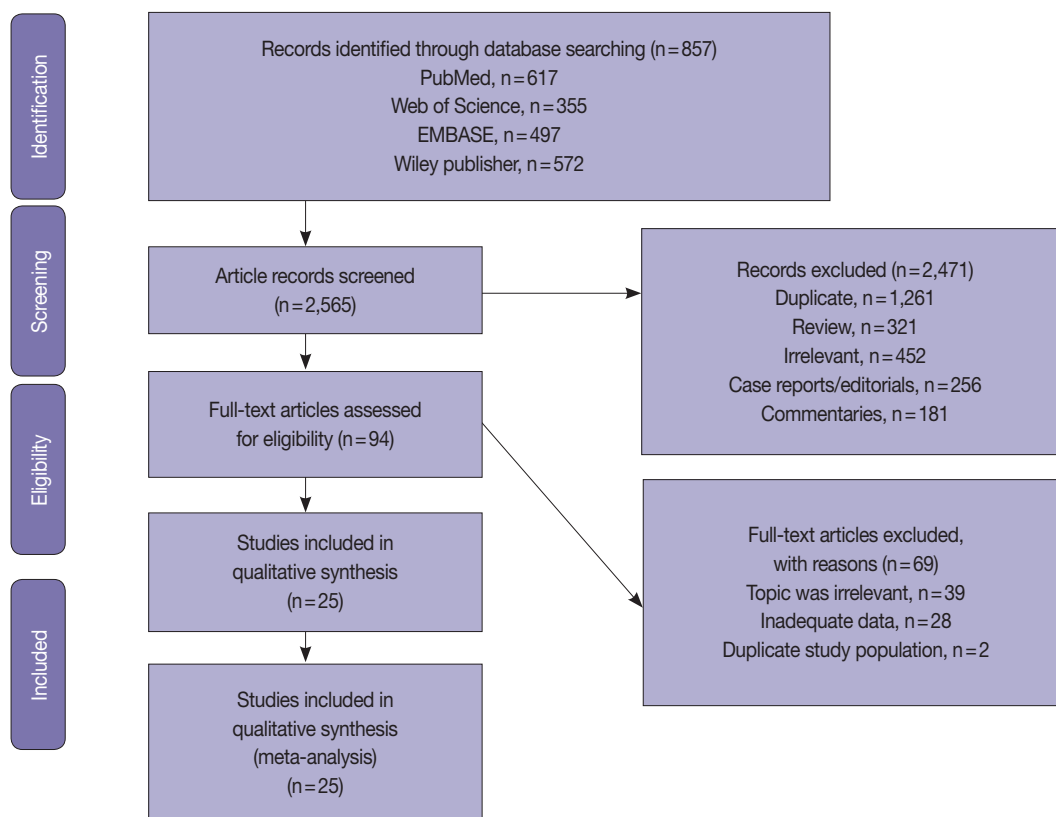 Identification
Records identified through database searching (n=857)
PubMed, n=617
Web of Science, n=355
EMBASE, n=497
Wiley publisher, n=572
Screening
Article records screened
(n=2,565)
Records excluded (n=2,471)
Duplicate, n=1,261
Review, n=321
Irrelevant, n=452
Case reports/editorials, n=256
Commentaries, n=181
Eligibility
Full-text articles assessed
for eligibility (n=94)
Full-text articles excluded,
with reasons (n=69)
Topic was irrelevant, n=39
Inadequate data, n=28
Duplicate study population, n=2
Studies included in
qualitative synthesis
(n=25)
Included
Studies included in
qualitative synthesis
(meta-analysis)
(n=25)